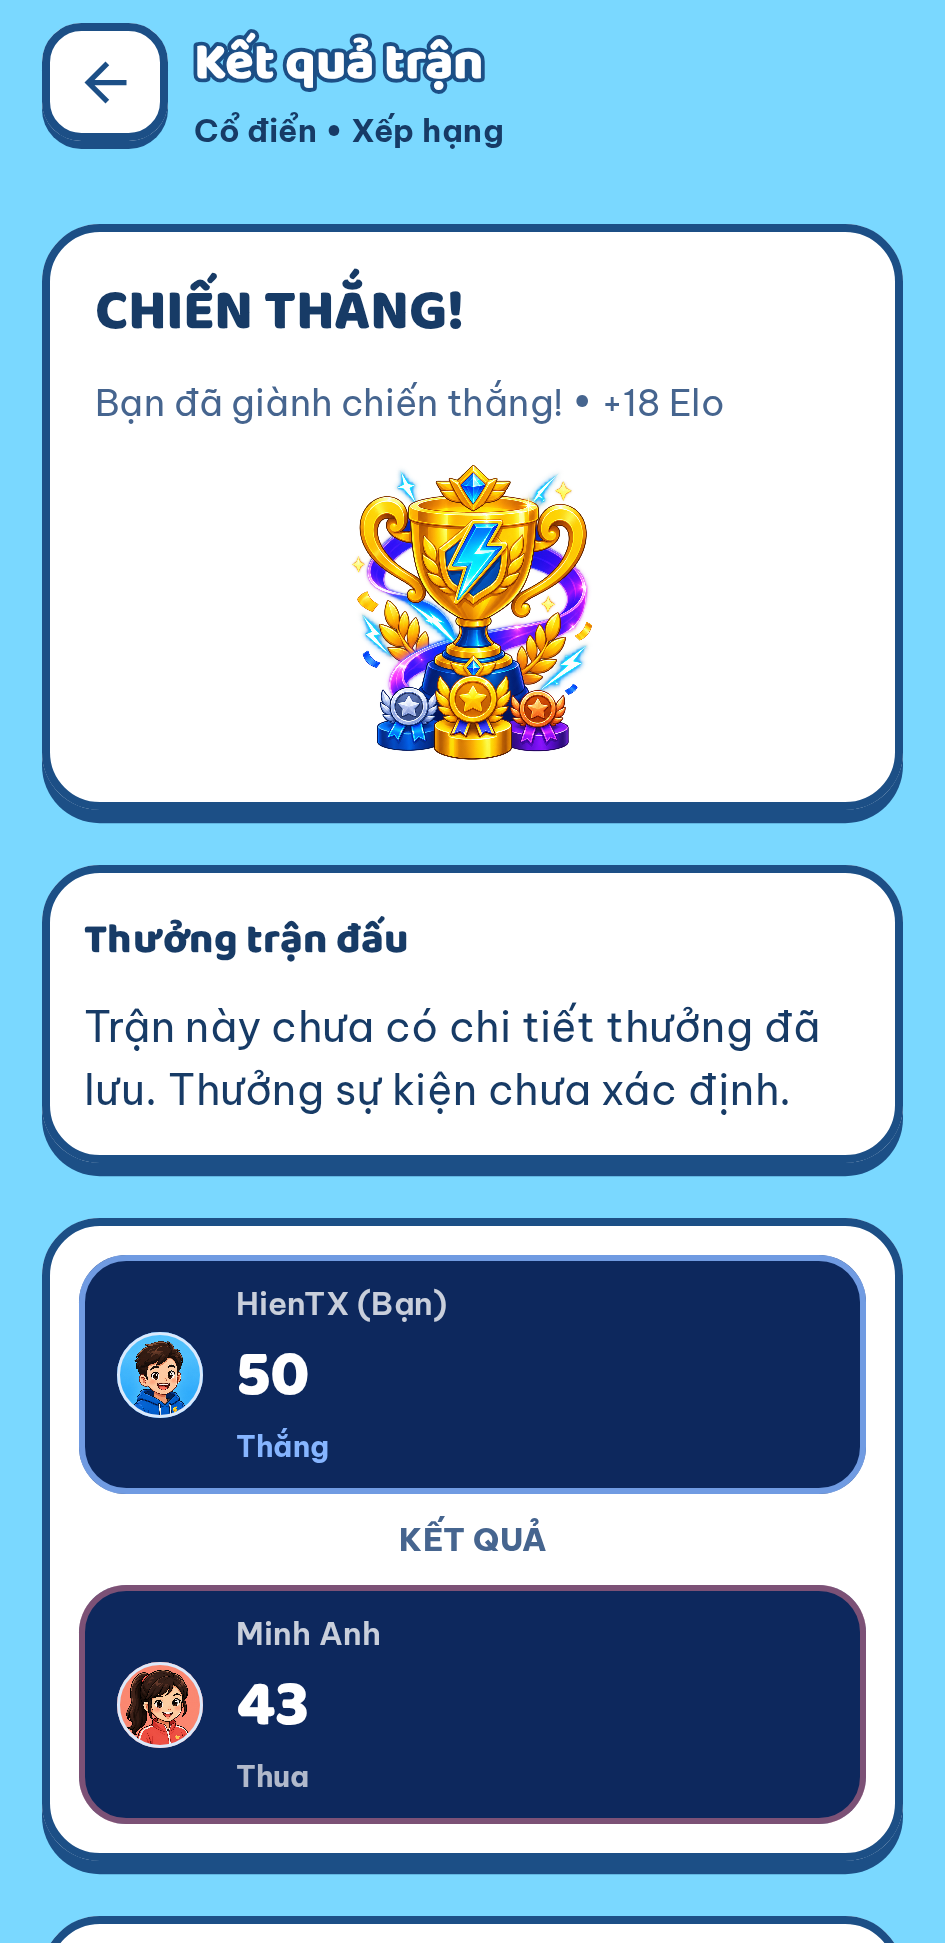 Kết quả trận
Cổ điển • Xếp hạng
CHIẾN THẮNG!
Bạn đã giành chiến thắng! • +18 Elo
Thưởng trận đấu
Trận này chưa có chi tiết thưởng đã
lưu. Thưởng sự kiện chưa xác định.
HienTX (Bạn)
50
Thắng
KẾT QUẢ
Minh Anh
43
Thua